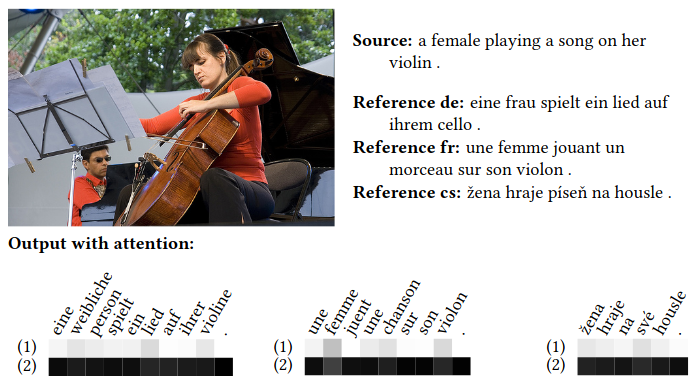 Source: a female playing a song on her
violin .
Reference de: eine frau spielt ein lied auf
ihrem cello .
Reference fr: une femme jouant un
morceau sur son violon .
Reference cs: žena hraje píseň na housle .
Output with attention:
eine weibliche person spielt ein lied auf ihrer violine .
(1)
(2)
une femme juent une chanson sur son violon .
(1)
(2)
žena hraje na své housle .
(1)
(2)